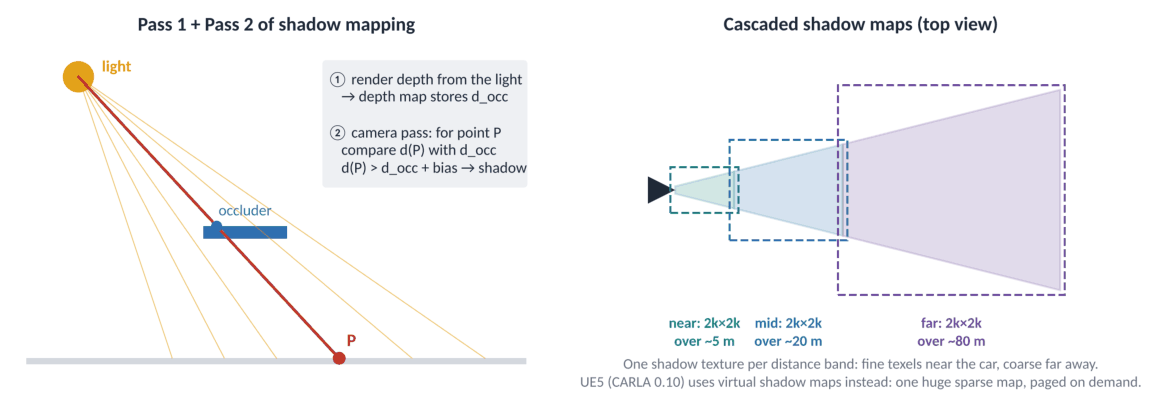 Pass 1 + Pass 2 of shadow mapping
light
① render depth from the light
→ depth map stores d_occ
② camera pass: for point P
compare d(P) with d_occ
d(P) > d_occ + bias → shadow
occluder
P
Cascaded shadow maps (top view)
near: 2k×2k
over ~5 m
mid: 2k×2k
over ~20 m
far: 2k×2k
over ~80 m
One shadow texture per distance band: fine texels near the car, coarse far away.
UE5 (CARLA 0.10) uses virtual shadow maps instead: one huge sparse map, paged on demand.